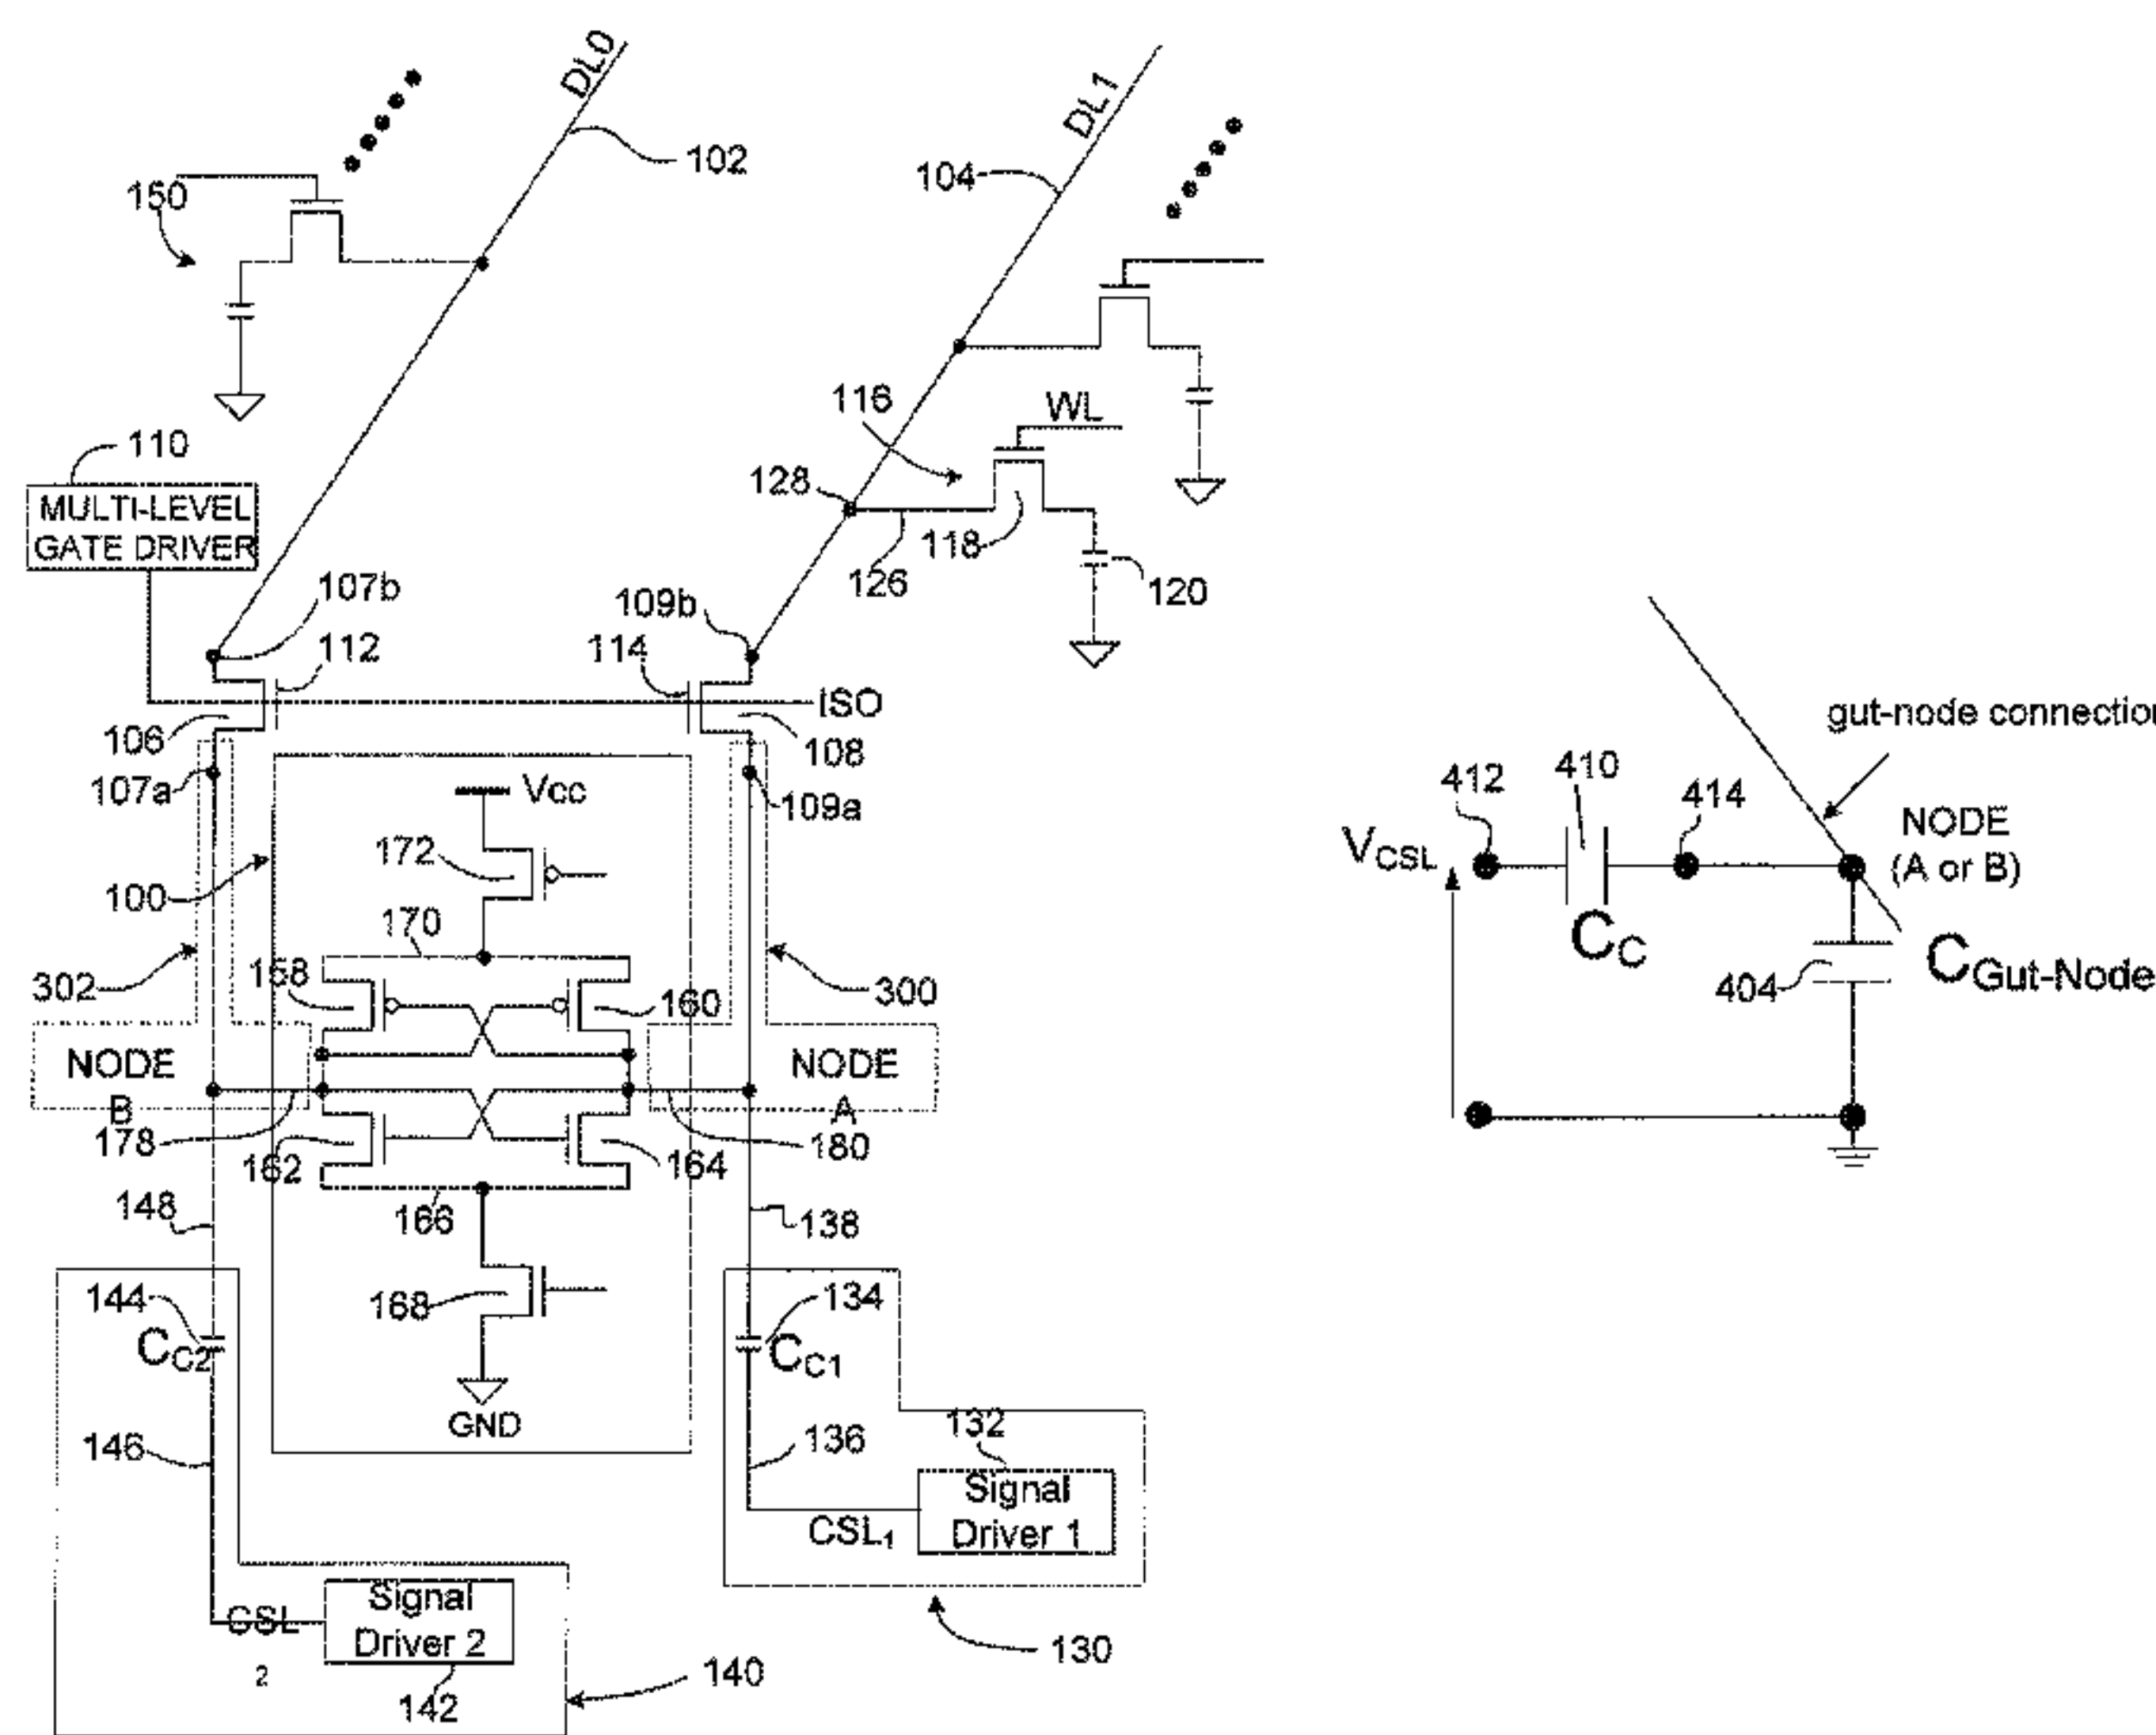 DL0
DL1
102
104
150
116
WL
110
128
MULTI-LEVEL
GATE DRIVER
118
126
120
107b
109b
112
114
ISO
gut-node connection
106
108
107a
109a
Vcc
412
410
414
NODE
(A or B)
VCSL
172
100
170
CC
404
CGut-Node
302
158
160
300
NODE
B
NODE
A
178
162
164
180
148
166
138
144
168
134
CC2
CC1
GND
146
136
132
Signal
Driver 1
CSL1
Signal
Driver 2
CSL
2
130
140
142